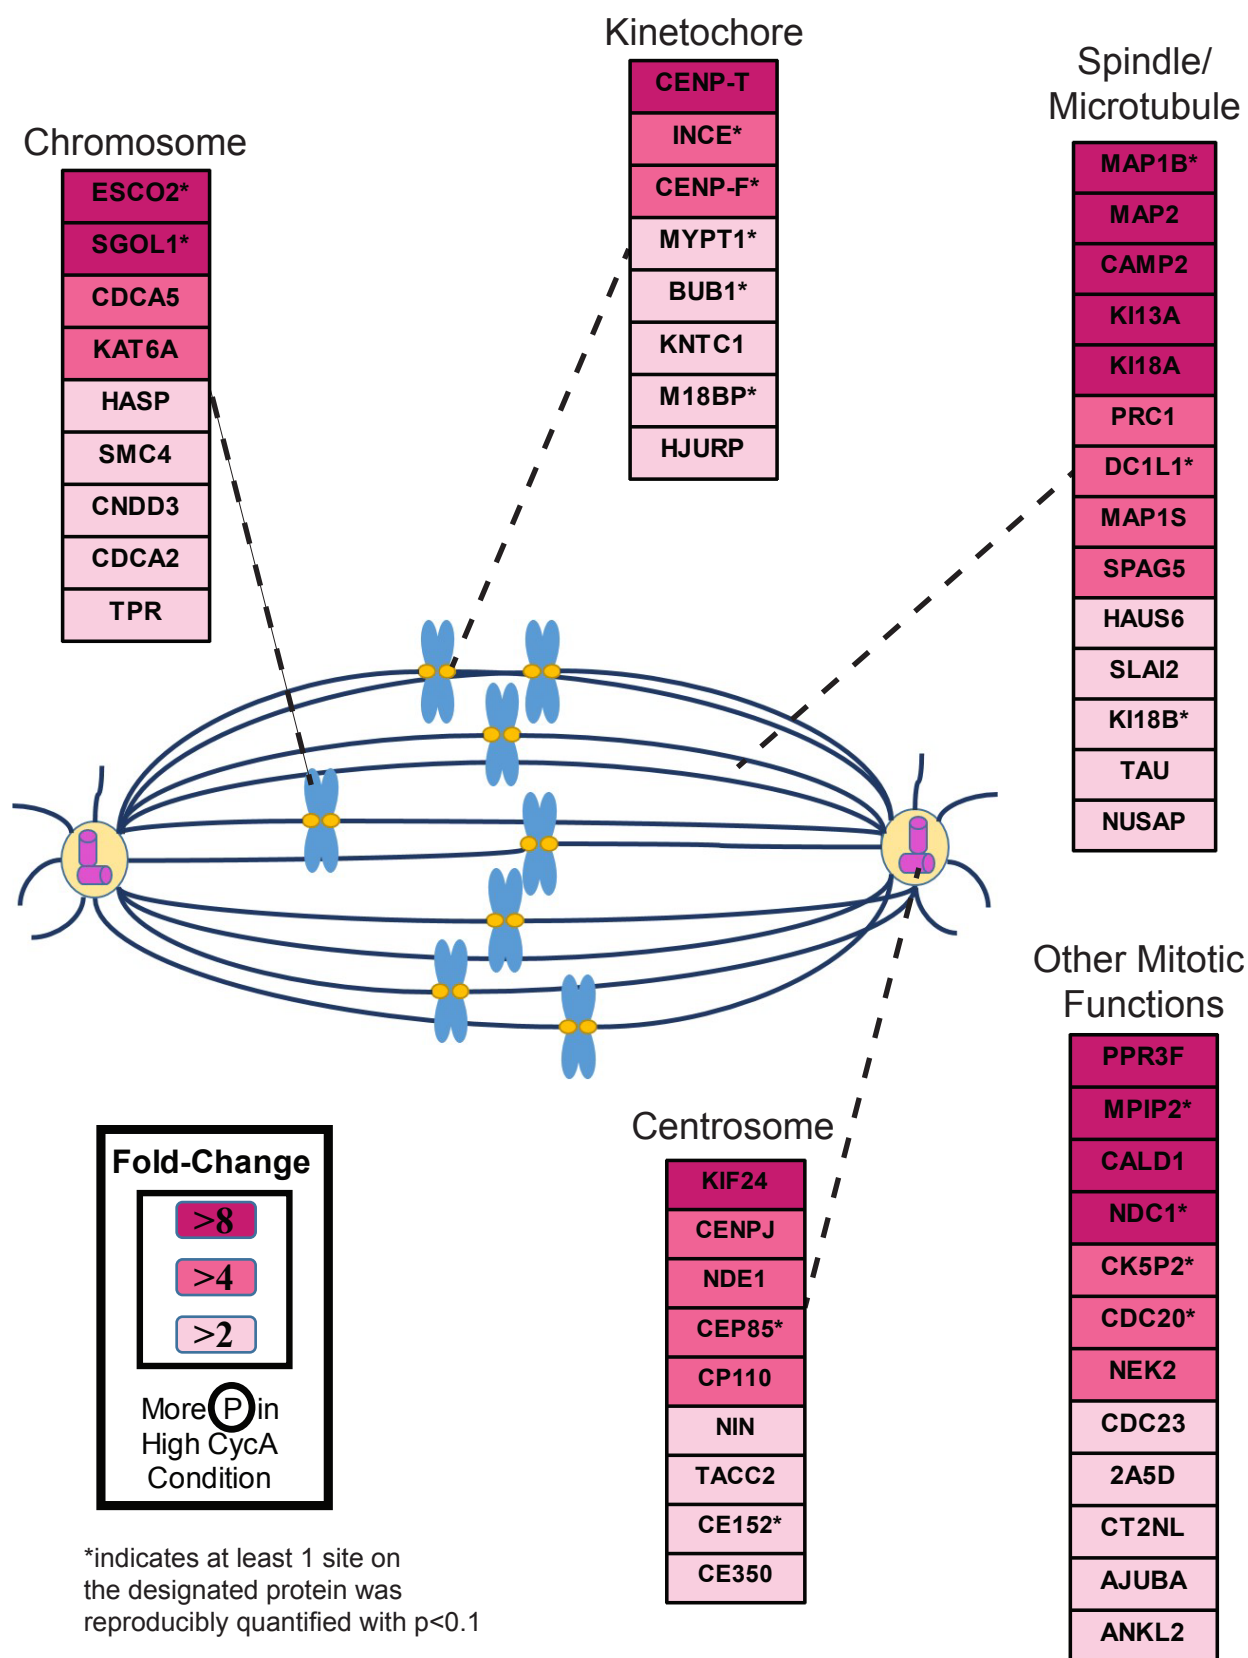 Kinetochore
CENP-T
INCE*
CENP-F*
MYPT1*
BUB1*
KNTC1
M18BP*
HJURP
Spindle/
Microtubule
MAP1B*
MAP2
CAMP2
KI13A
KI18A
PRC1
DC1L1*
MAP1S
SPAG5
HAUS6
SLAI2
KI18B*
TAU
NUSAP
Chromosome
ESCO2*
SGOL1*
CDCA5
KAT6A
HASP
SMC4
CNDD3
CDCA2
TPR
Other Mitotic
Functions
PPR3F
MPIP2*
CALD1
NDC1*
CK5P2*
CDC20*
NEK2
CDC23
2A5D
CT2NL
AJUBA
ANKL2
Centrosome
KIF24
CENPJ
NDE1
CEP85*
CP110
NIN
TACC2
CE152*
CE350
Fold-Change
>8
>4
>2
More P in
High CycA
Condition
*indicates at least 1 site on
the designated protein was
reproducibly quantified with p<0.1